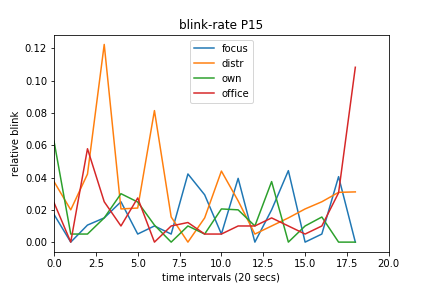 blink-rate P15
focus
distr
own
office
relative blink
0.12
0.10
0.08
0.06
0.04
0.02
0.00
0.0 2.5 5.0 7.5 10.0 12.5 15.0 17.5 20.0
time intervals (20 secs)